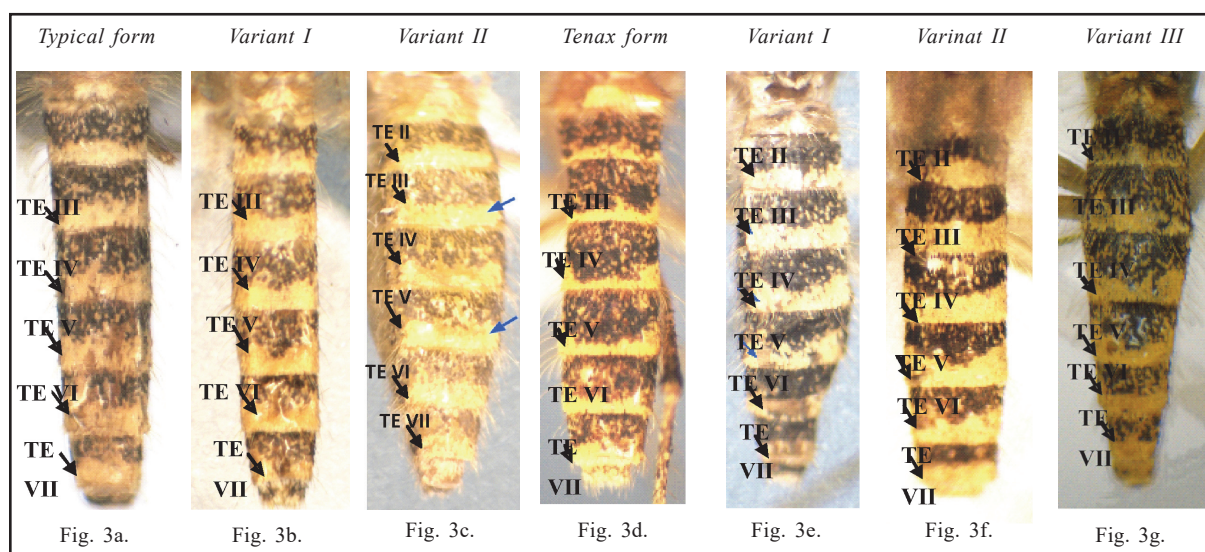 Typical form
Variant I
Variant II
Tenax form
Variant I
Varinat II
Variant III
TE III
TE IV
TE V
TE VI
TE
VII
TE III
TE IV
TE V
TE VI
TE
VII
TE II
TE III
TE IV
TE V
TE VI
TE VII
TE III
TE IV
TE V
TE VI
TE
VII
TE II
TE III
TE IV
TE V
TE VI
TE
VII
TE II
TE III
TE IV
TE V
TE VI
TE
VII
TE
TE III
TE IV
TE V
TE VI
TE
VII
Fig. 3a.
Fig. 3b.
Fig. 3c.
Fig. 3d.
Fig. 3e.
Fig. 3f.
Fig. 3g.